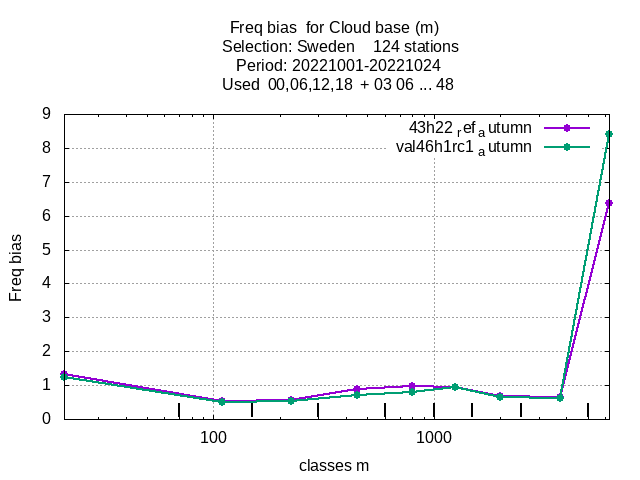 Freq bias  for Cloud base (m)
Selection: Sweden    124 stations
Period: 20221001-20221024
Used  00,06,12,18  + 03 06 ... 48
43h22 ref autumn
val46h1rc1 autumn
9
8
7
6
5
4
3
2
1
0
Freq bias
100
1000
classes m